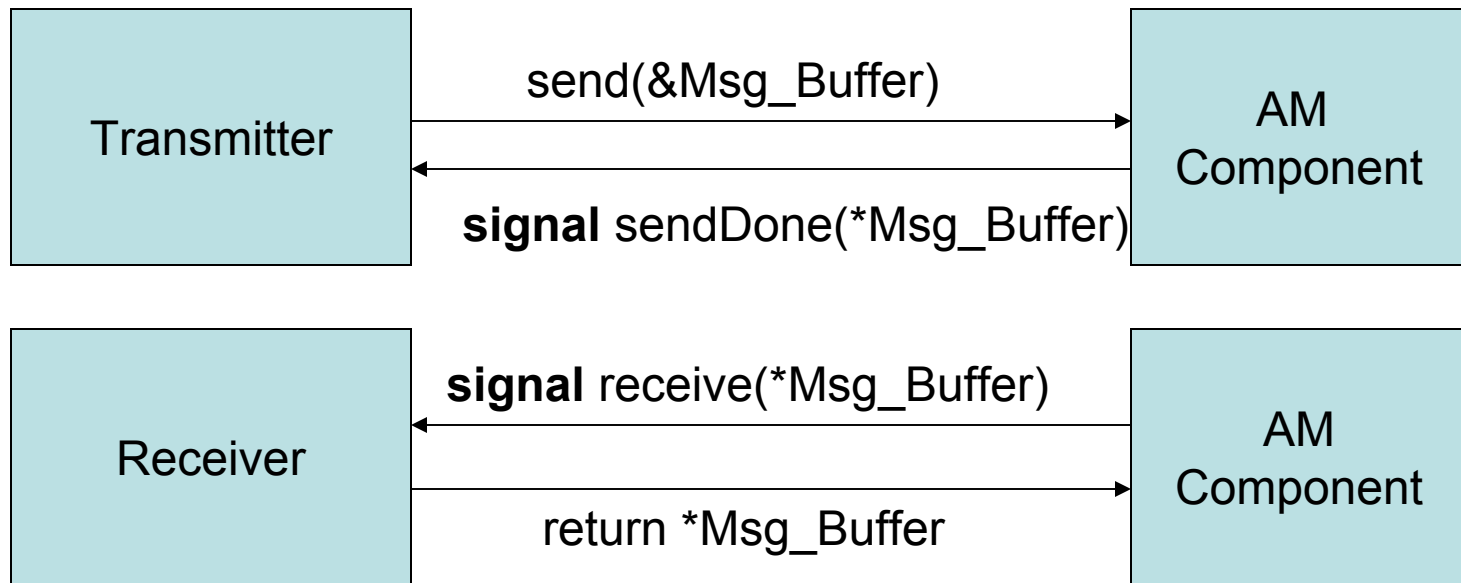 send(&Msg_Buffer)
Transmitter
AM
Component
signal sendDone(*Msg_Buffer)
signal receive(*Msg_Buffer)
Receiver
AM
Component
return *Msg_Buffer